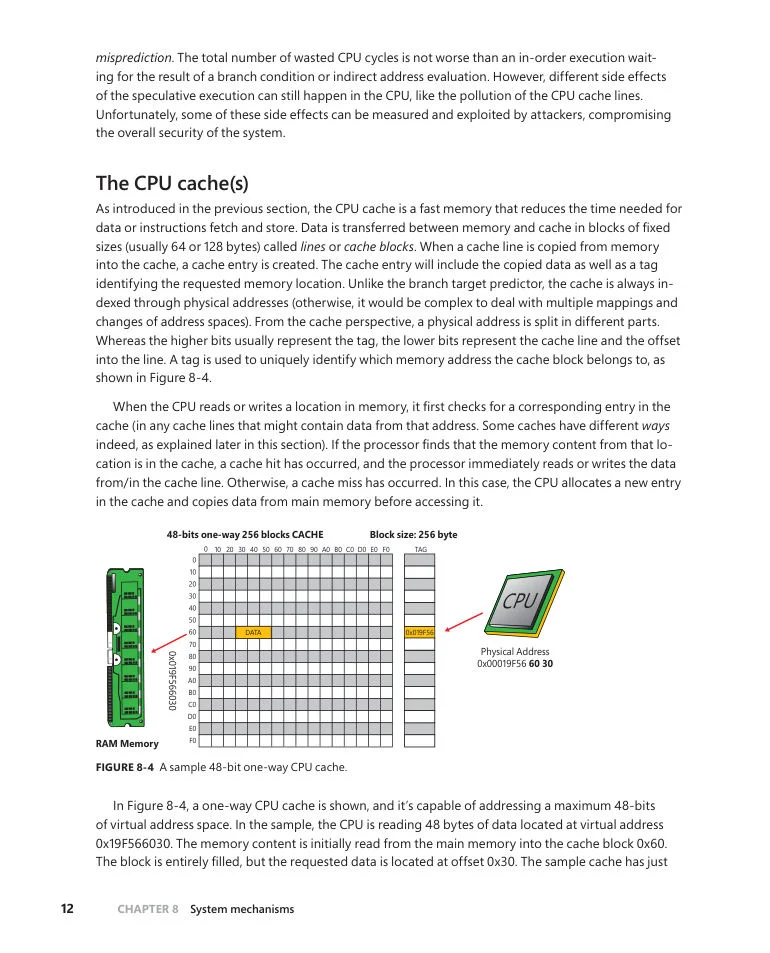 misprediction. The total number of wasted CPU cycles is not worse than an in-order execution wait-
ing for the result of a branch condition or indirect address evaluation. However, different side effects
of the speculative execution can still happen in the CPU, like the pollution of the CPU cache lines.
Unfortunately, some of these side effects can be measured and exploited by attackers, compromising
the overall security of the system.
The CPU cache(s)
As introduced in the previous section, the CPU cache is a fast memory that reduces the time needed for
data or instructions fetch and store. Data is transferred between memory and cache in blocks of fixed
sizes (usually 64 or 128 bytes) called lines or cache blocks. When a cache line is copied from memory
into the cache, a cache entry is created. The cache entry will include the copied data as well as a tag
identifying the requested memory location. Unlike the branch target predictor, the cache is always in-
dexed through physical addresses (otherwise, it would be complex to deal with multiple mappings and
changes of address spaces). From the cache perspective, a physical address is split in different parts.
Whereas the higher bits usually represent the tag, the lower bits represent the cache line and the offset
into the line. A tag is used to uniquely identify which memory address the cache block belongs to, as
shown in Figure 8-4.
When the CPU reads or writes a location in memory, it first checks for a corresponding entry in the
cache (in any cache lines that might contain data from that address. Some caches have different ways
indeed, as explained later in this section). If the processor finds that the memory content from that lo-
cation is in the cache, a cache hit has occurred, and the processor immediately reads or writes the data
from/in the cache line. Otherwise, a cache miss has occurred. In this case, the CPU allocates a new entry
in the cache and copies data from main memory before accessing it.
48-bits one-way 256 blocks CACHE
Block size: 256 byte
0 10 20 30 40 50 60 70 80 90 A0 B0 C0 D0 E0 F0
TAG
0
10
20
30
40
50
60
DATA
0x019F56
70
80
90
A0
B0
C0
D0
E0
F0
0x019F566030
CPU
Physical Address
0x00019F56 60 30
RAM Memory
FIGURE 8-4 A sample 48-bit one-way CPU cache.
In Figure 8-4, a one-way CPU cache is shown, and it's capable of addressing a maximum 48-bits
of virtual address space. In the sample, the CPU is reading 48 bytes of data located at virtual address
0x19F566030. The memory content is initially read from the main memory into the cache block 0x60.
The block is entirely filled, but the requested data is located at offset 0x30. The sample cache has just
12 CHAPTER 8 System mechanisms